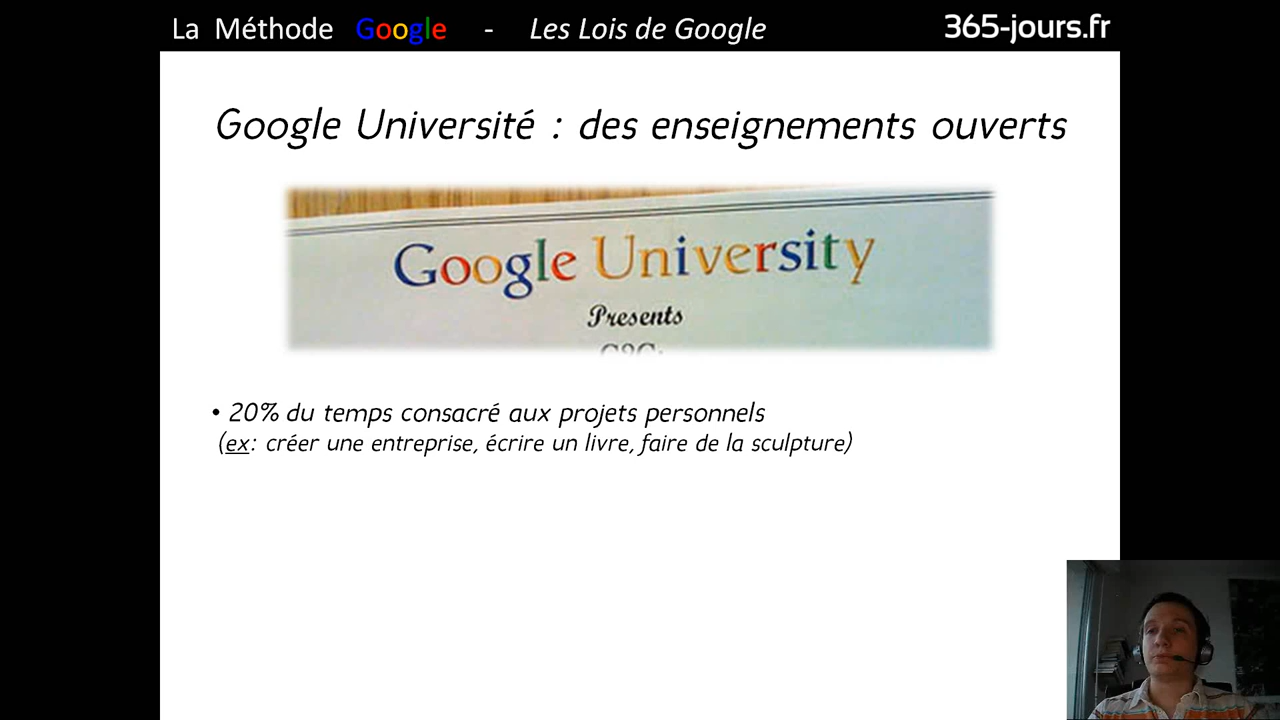 La Méthode Google - Les Lois de Google 365-jours.fr
Google Université : des enseignements ouverts
Google University
Presents
• 20% du temps consacré aux projets personnels
(ex: créer une entreprise, écrire un livre, faire de la sculpture)